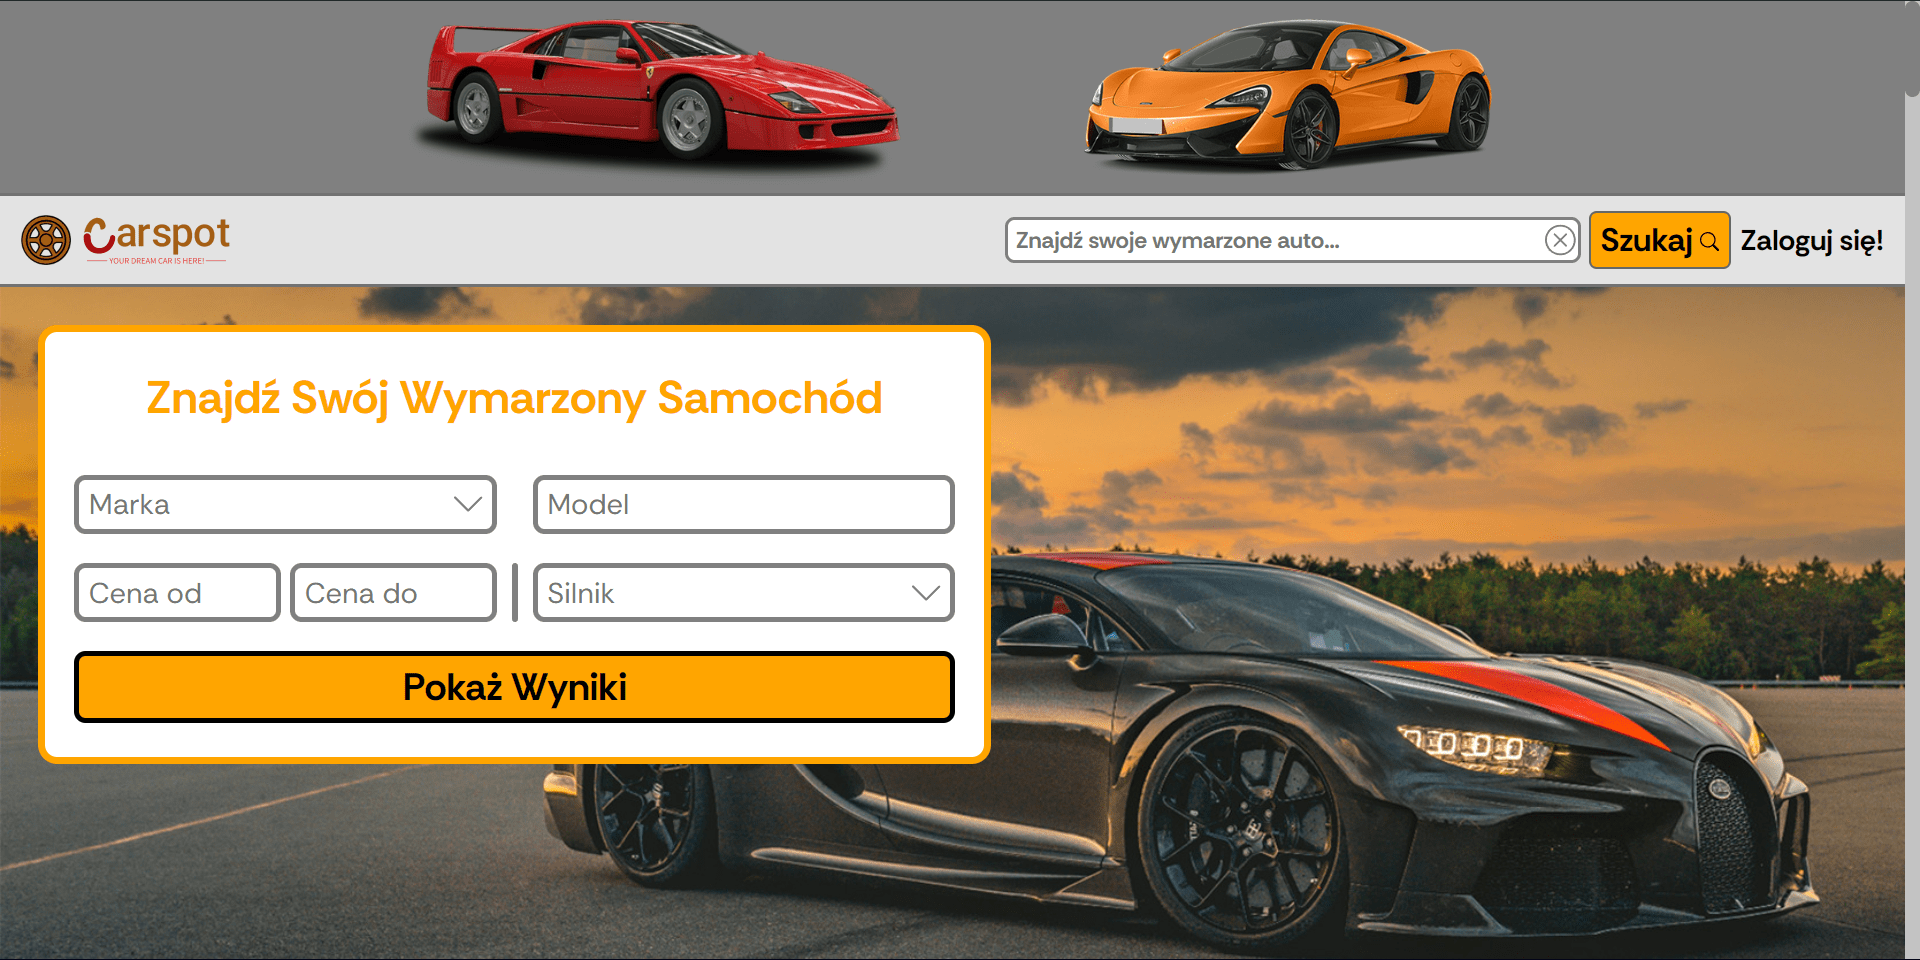 Carspot
YOUR DREAM CAR IS HERE!
Znajdź swoje wymarzone auto...
Szukaj
Zaloguj się!
Znajdź Swój Wymarzony Samochód
Marka
Model
Cena od
Cena do
Silnik
Pokaż Wyniki